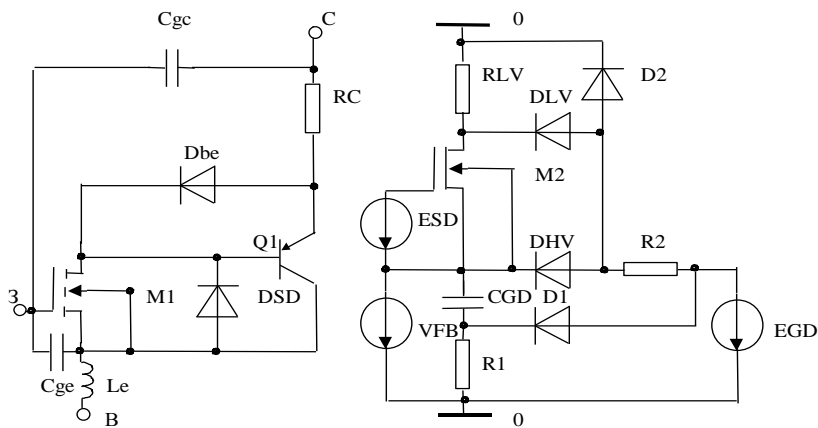 Cgc
C
RC
Dbe
Q1
З
M1
DSD
Cge
Le
В
0
RLV
D2
DLV
M2
ESD
DHV
R2
CGD
D1
VFB
EGD
R1
0